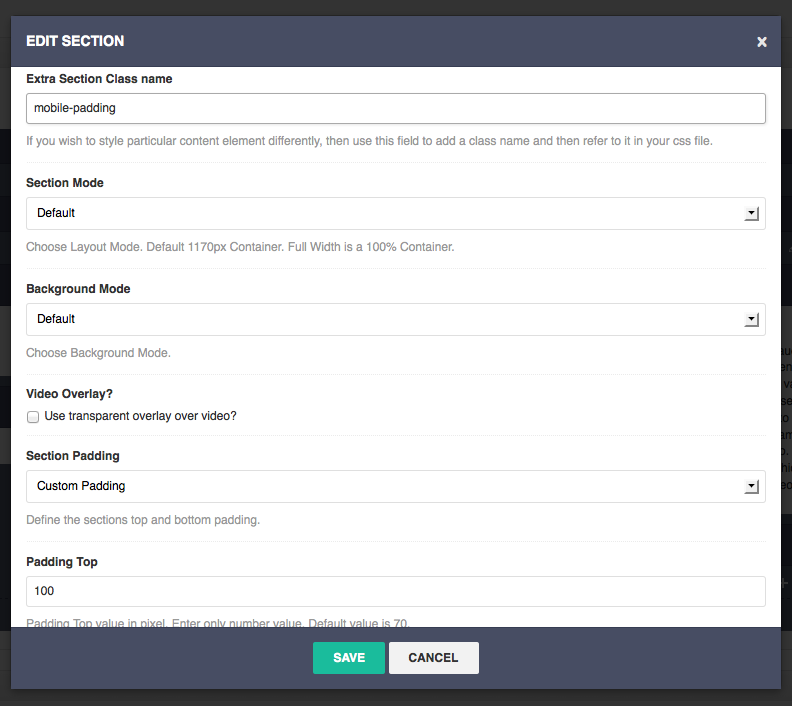 EDIT SECTION
x
Extra Section Class name
mobile-padding
If you wish to style particular content element differently, then use this field to add a class name and then refer to it in your css file.
Section Mode
Default
Choose Layout Mode. Default 1170px Container. Full Width is a 100% Container.
Background Mode
Default
Choose Background Mode.
Video Overlay?
Use transparent overlay over video?
Section Padding
Custom Padding
Define the sections top and bottom padding.
Padding Top
100
Padding Top value in pixel. Enter only number value. Default value is 70.
SAVE
CANCEL